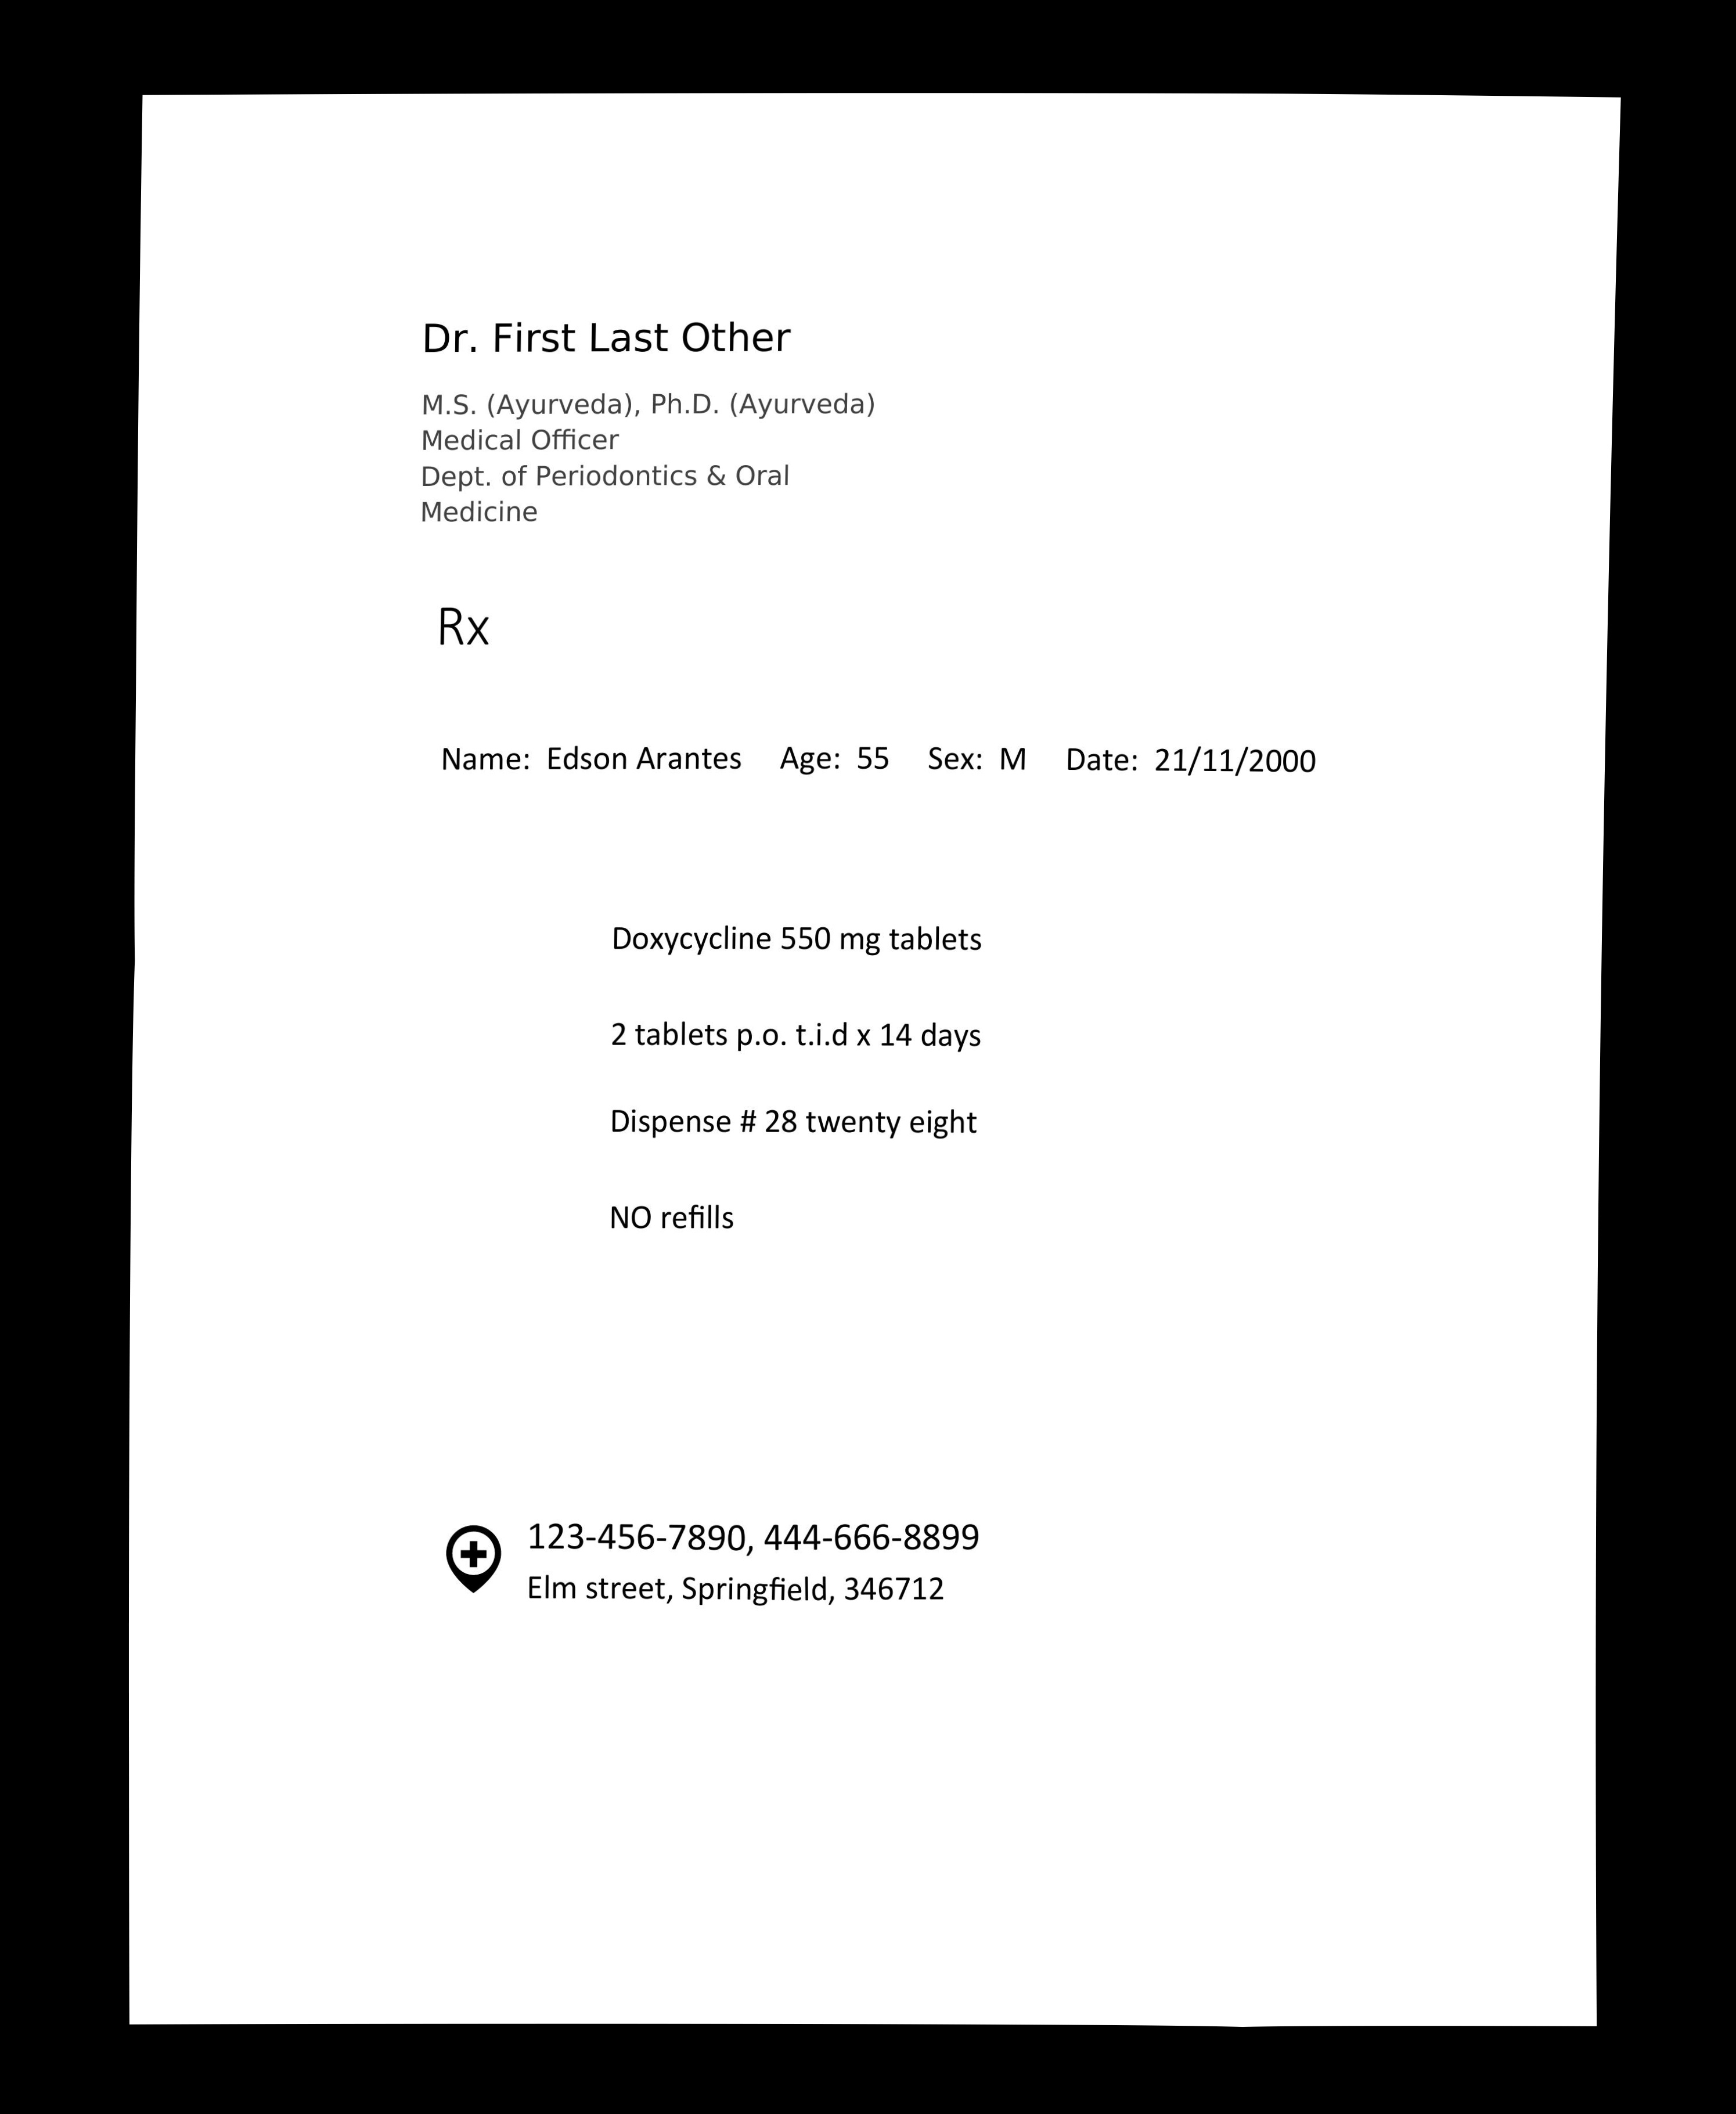 Dr. First Last Other
M.S. (Ayurveda), Ph.D. (Ayurveda)
Medical Officer
Dept. of Periodontics & Oral
Medicine
Rx
Name: Edson Arantes Age: 55 Sex: M Date: 21/11/2000
Doxycycline 550 mg tablets
2 tablets p.o. t.i.d x 14 days
Dispense # 28 twenty eight
NO refills
123-456-7890, 444-666-8899
Elm street, Springfield, 346712